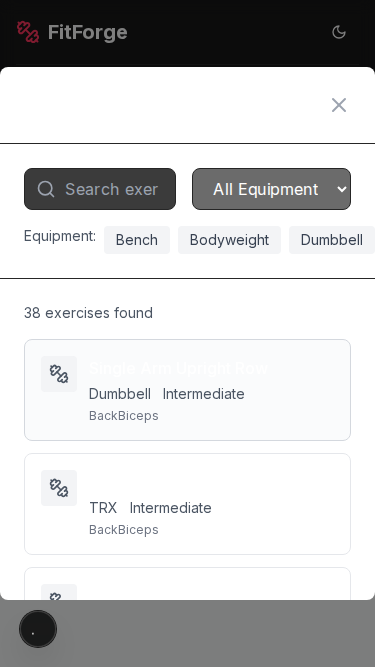 FitForge
Search exer
All Equipment
Equipment: Bench Bodyweight Dumbbell
38 exercises found
Single Arm Upright Row
Dumbbell Intermediate
BackBiceps
TRX Intermediate
BackBiceps